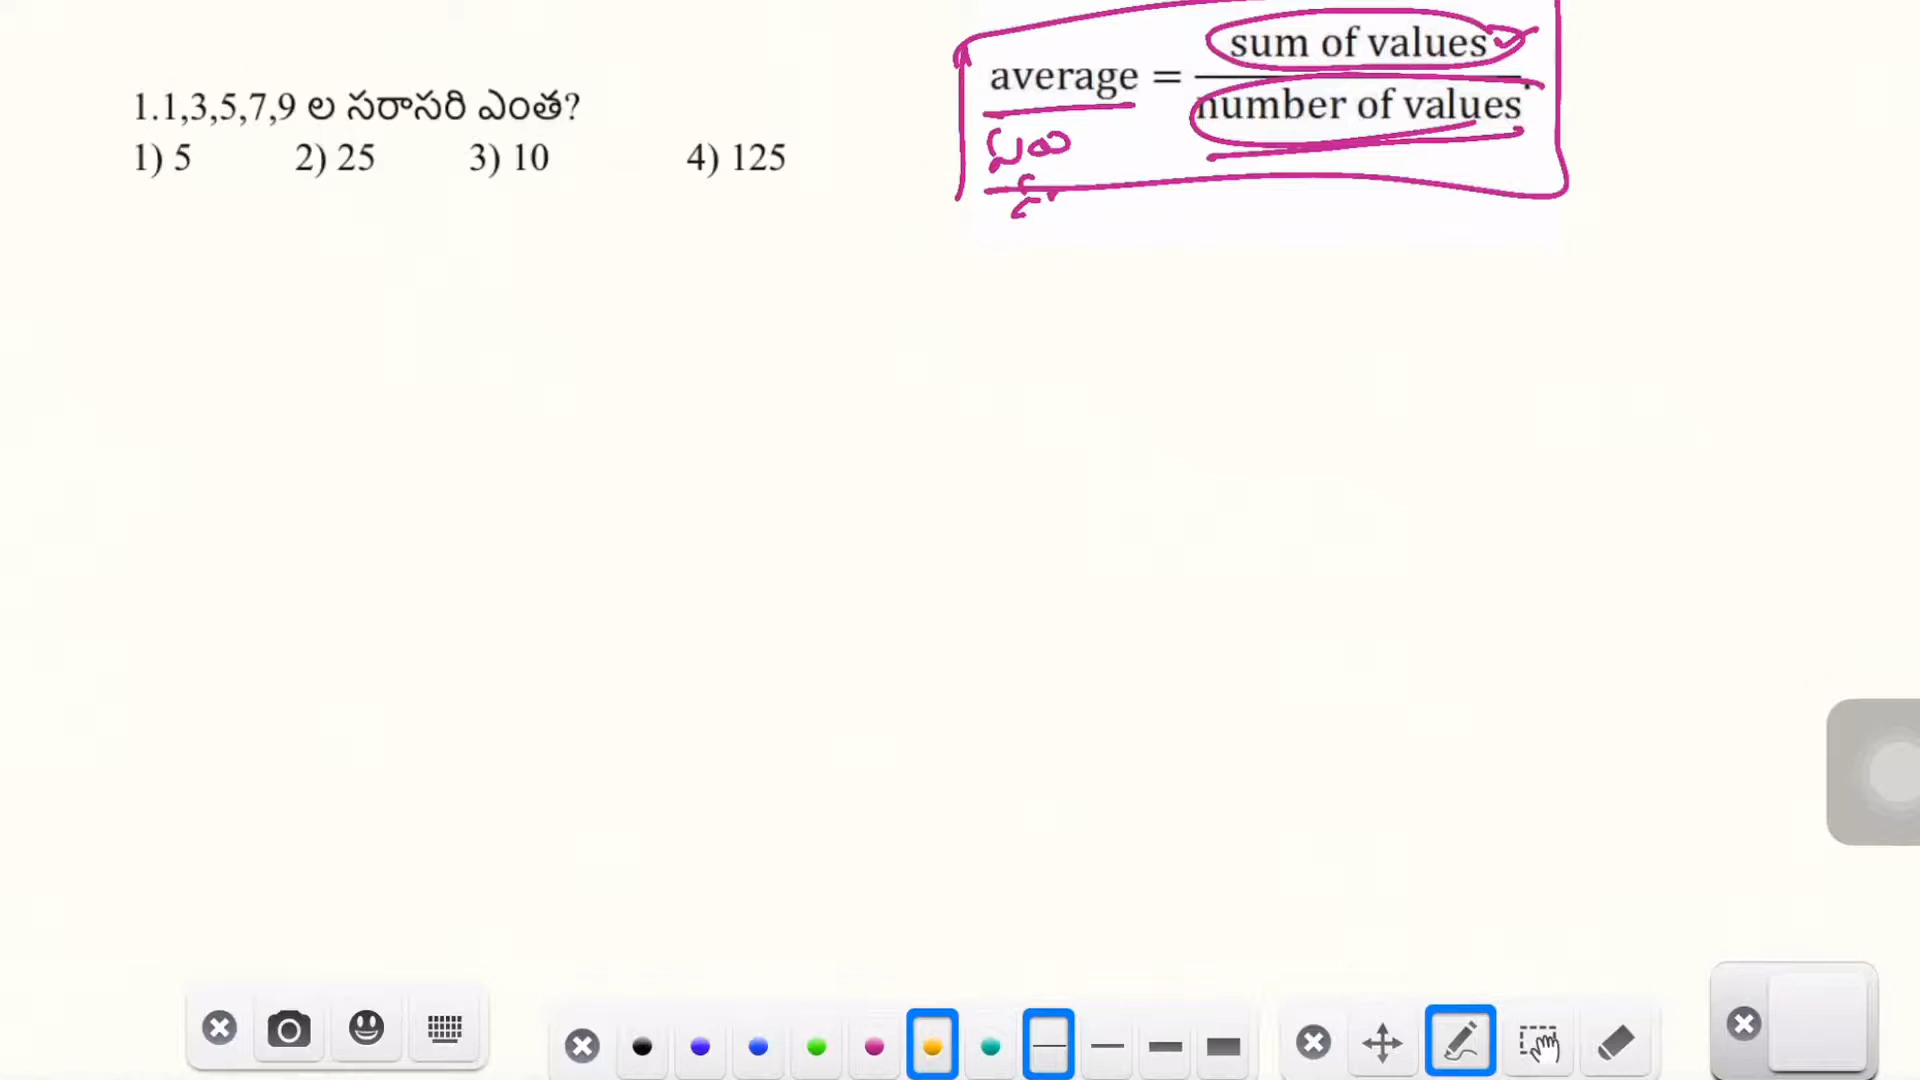 1.1,3,5,7,9 ల సరాసరి ఎంత?
1) 5 2) 25 3) 10 4) 125
average = sum of values / number of values.